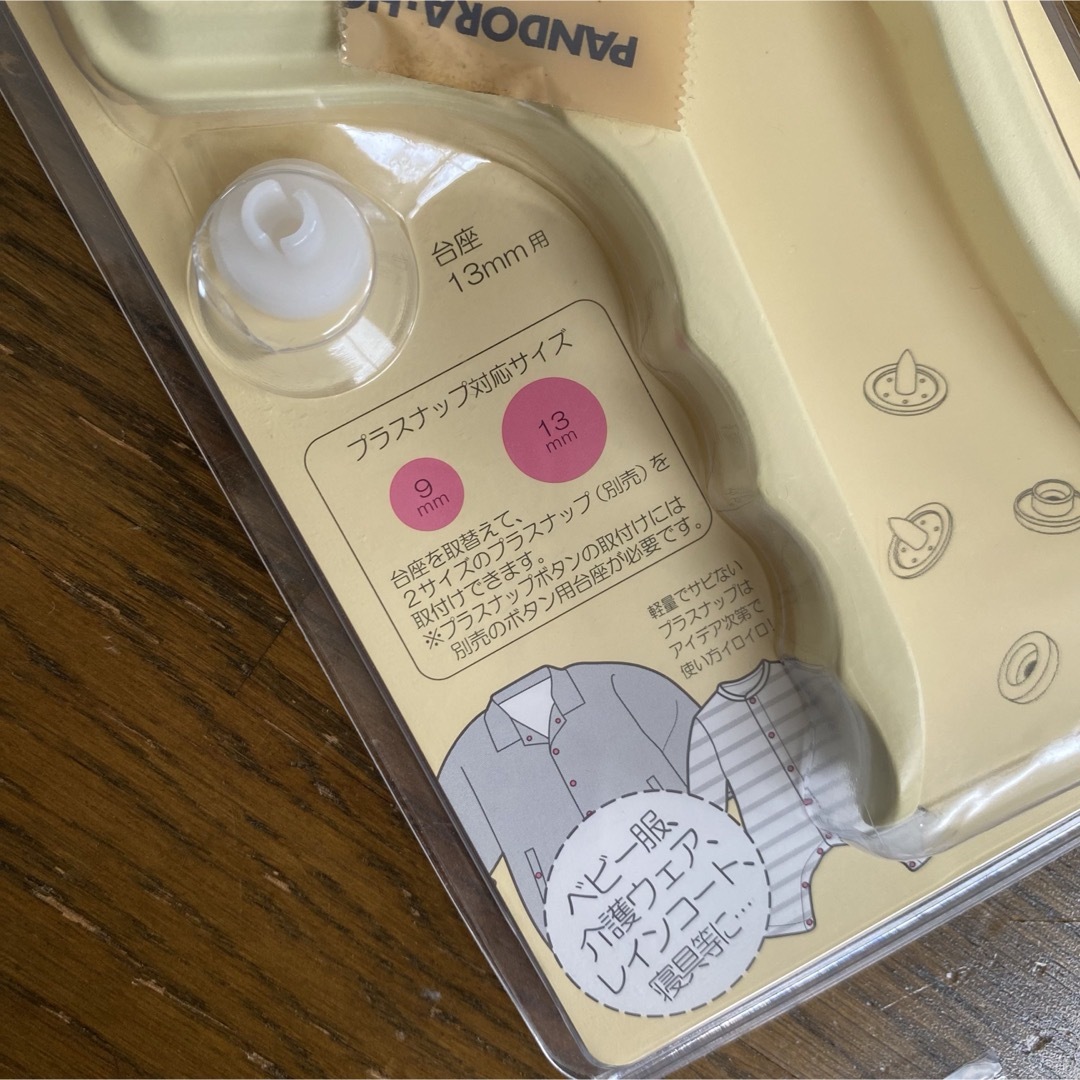 PANDORA・HO
台座
13mm用
プラスナップ対応サイズ
9
mm
13
mm
台座を取替えて、
2サイズのプラスナップ(別売)を
取付けできます。
※プラスナップボタンの取付けには
別売のボタン用台座が必要です。
軽量でサビない
プラスナップは
アイデア次第で
使い方イロイロ!
ベビー服、
介護ウェア、
レインコート、
寝具等に…